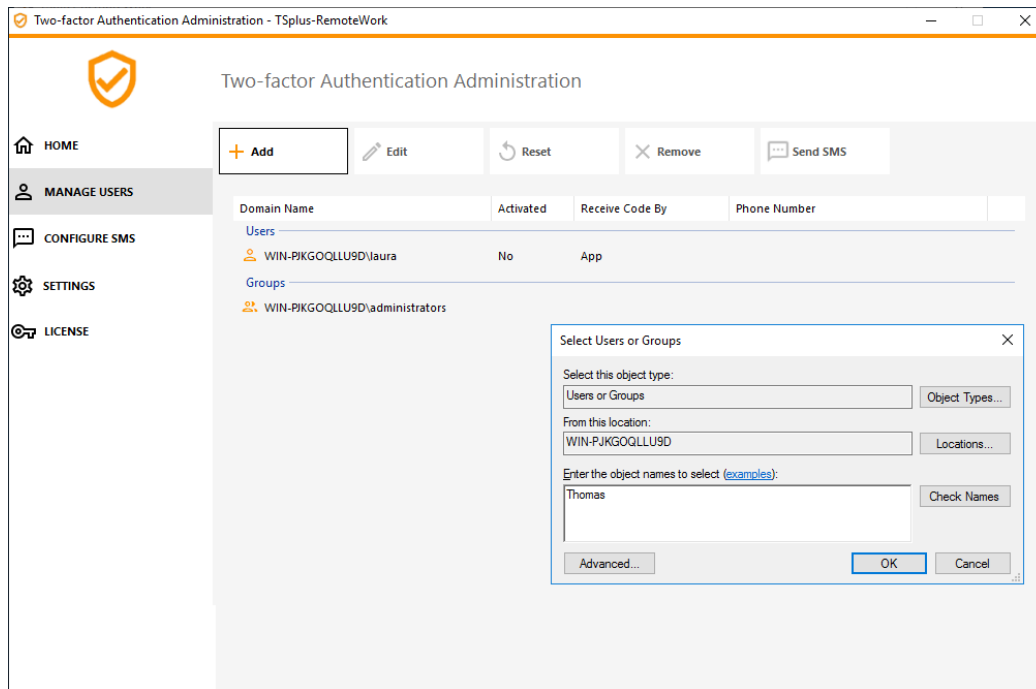 Two-factor Authentication Administration - TSplus-RemoteWork
Two-factor Authentication Administration
HOME
MANAGE USERS
CONFIGURE SMS
SETTINGS
LICENSE
Add Edit Reset Remove Send SMS
Domain Name Activated Receive Code By Phone Number
Users
WIN-PJKGOQLLU9D\laura No App
Groups
WIN-PJKGOQLLU9D\administrators
Select Users or Groups
Select this object type:
Users or Groups Object Types...
From this location:
WIN-PJKGOQLLU9D Locations...
Enter the object names to select (examples):
Thomas Check Names
Advanced... OK Cancel